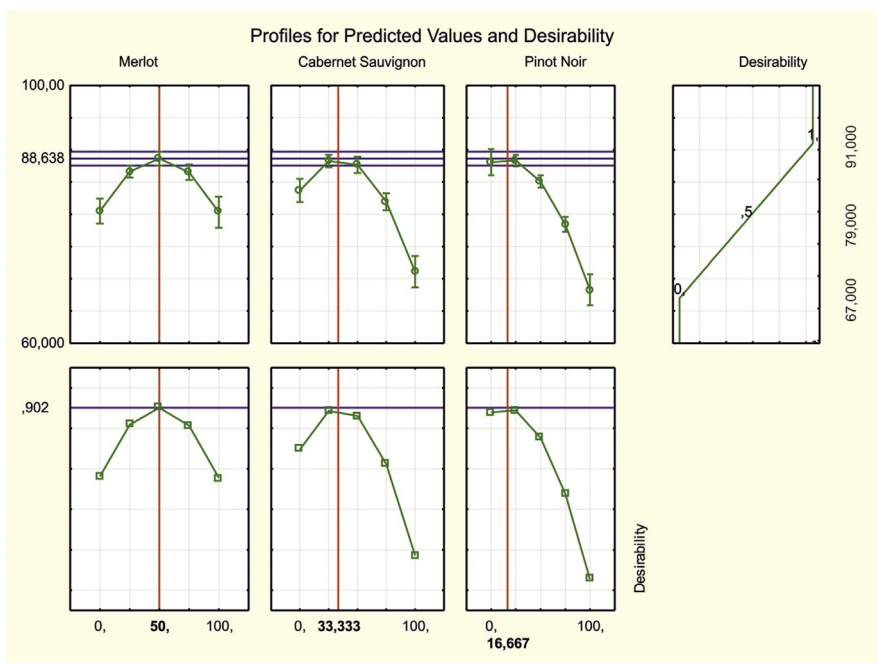 Profiles for Predicted Values and Desirability
Merlot Cabernet Sauvignon Pinot Noir Desirability
100,00
88,638
60,000
1,
,5
0,
91,000
79,000
67,000
,902
Desirability
0, 50, 100, 0, 33,333 100, 0, 100,
16,667